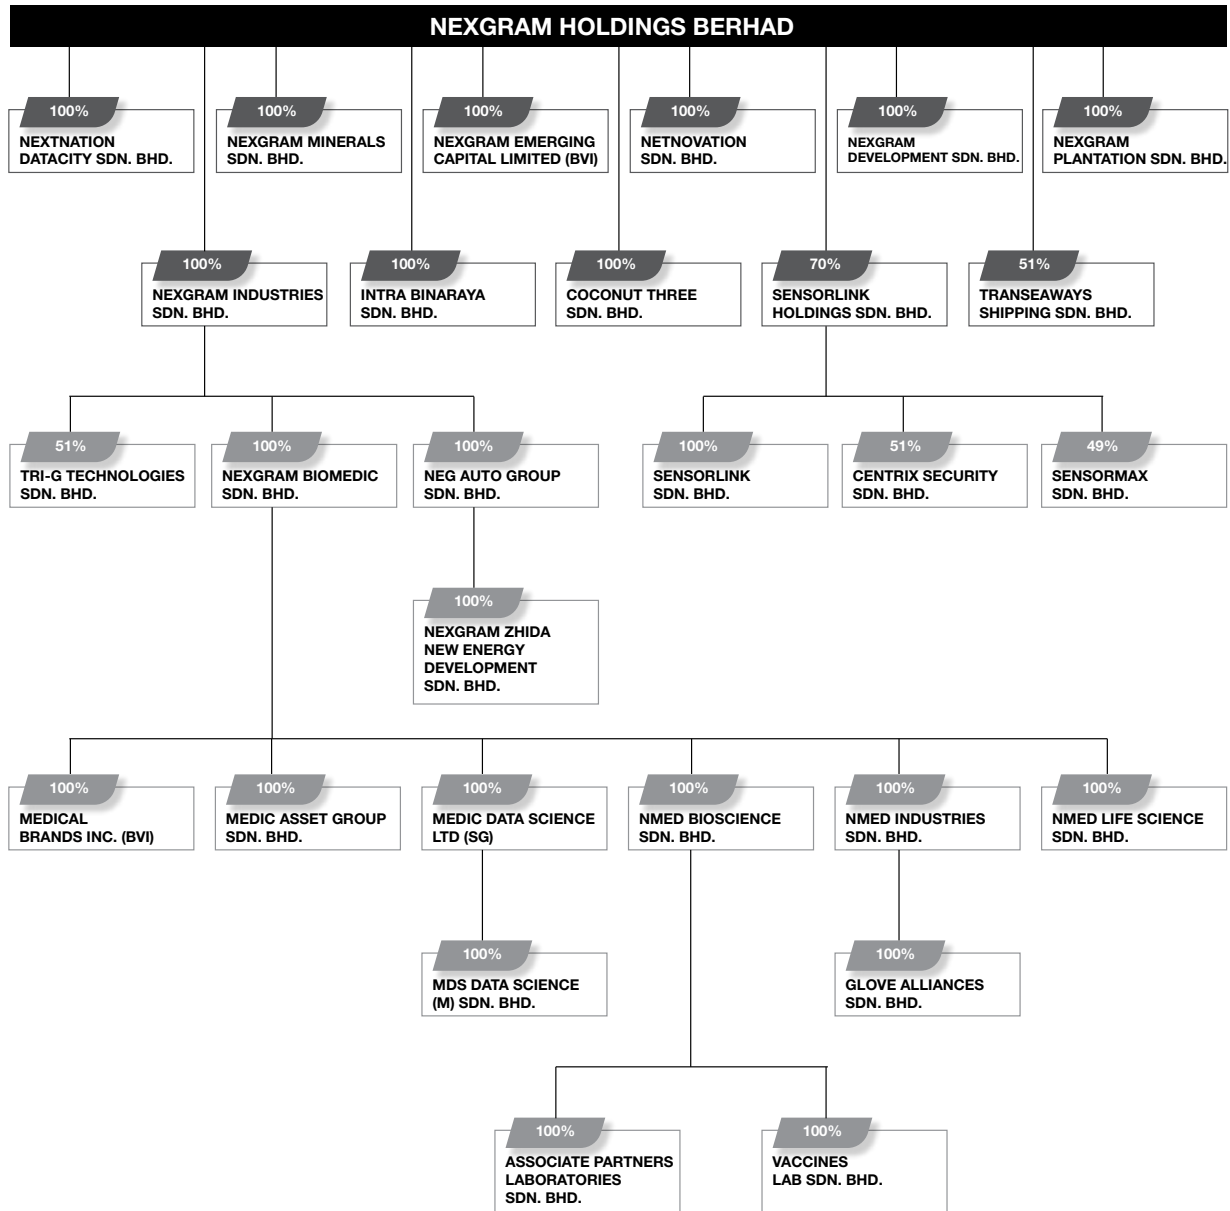 NEXGRAM HOLDINGS BERHAD
100%
NEXTNATION
DATACITY SDN. BHD.
100%
NEXGRAM MINERALS
SDN. BHD.
100%
NEXGRAM EMERGING
CAPITAL LIMITED (BVI)
100%
NETNOVATION
SDN. BHD.
100%
NEXGRAM
DEVELOPMENT SDN. BHD.
100%
NEXGRAM
PLANTATION SDN. BHD.
100%
NEXGRAM INDUSTRIES
SDN. BHD.
100%
INTRA BINARAYA
SDN. BHD.
100%
COCONUT THREE
SDN. BHD.
70%
SENSORLINK
HOLDINGS SDN. BHD.
51%
TRANSEAWAYS
SHIPPING SDN. BHD.
51%
TRI-G TECHNOLOGIES
SDN. BHD.
100%
NEXGRAM BIOMEDIC
SDN. BHD.
100%
NEG AUTO GROUP
SDN. BHD.
100%
SENSORLINK
SDN. BHD.
51%
CENTRIX SECURITY
SDN. BHD.
49%
SENSORMAX
SDN. BHD.
100%
NEXGRAM ZHIDA
NEW ENERGY
DEVELOPMENT
SDN. BHD.
100%
MEDICAL
BRANDS INC. (BVI)
100%
MEDIC ASSET GROUP
SDN. BHD.
100%
MEDIC DATA SCIENCE
LTD (SG)
100%
NMED BIOSCIENCE
SDN. BHD.
100%
NMED INDUSTRIES
SDN. BHD.
100%
NMED LIFE SCIENCE
SDN. BHD.
100%
MDS DATA SCIENCE
(M) SDN. BHD.
100%
GLOVE ALLIANCES
SDN. BHD.
100%
ASSOCIATE PARTNERS
LABORATORIES
SDN. BHD.
100%
VACCINES
LAB SDN. BHD.